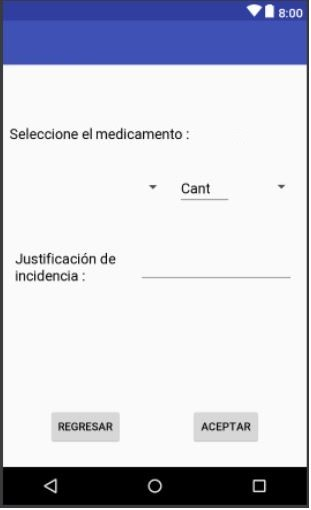 8:00
Seleccione el medicamento :
Cant
Justificación de
incidencia :
REGRESAR
ACEPTAR